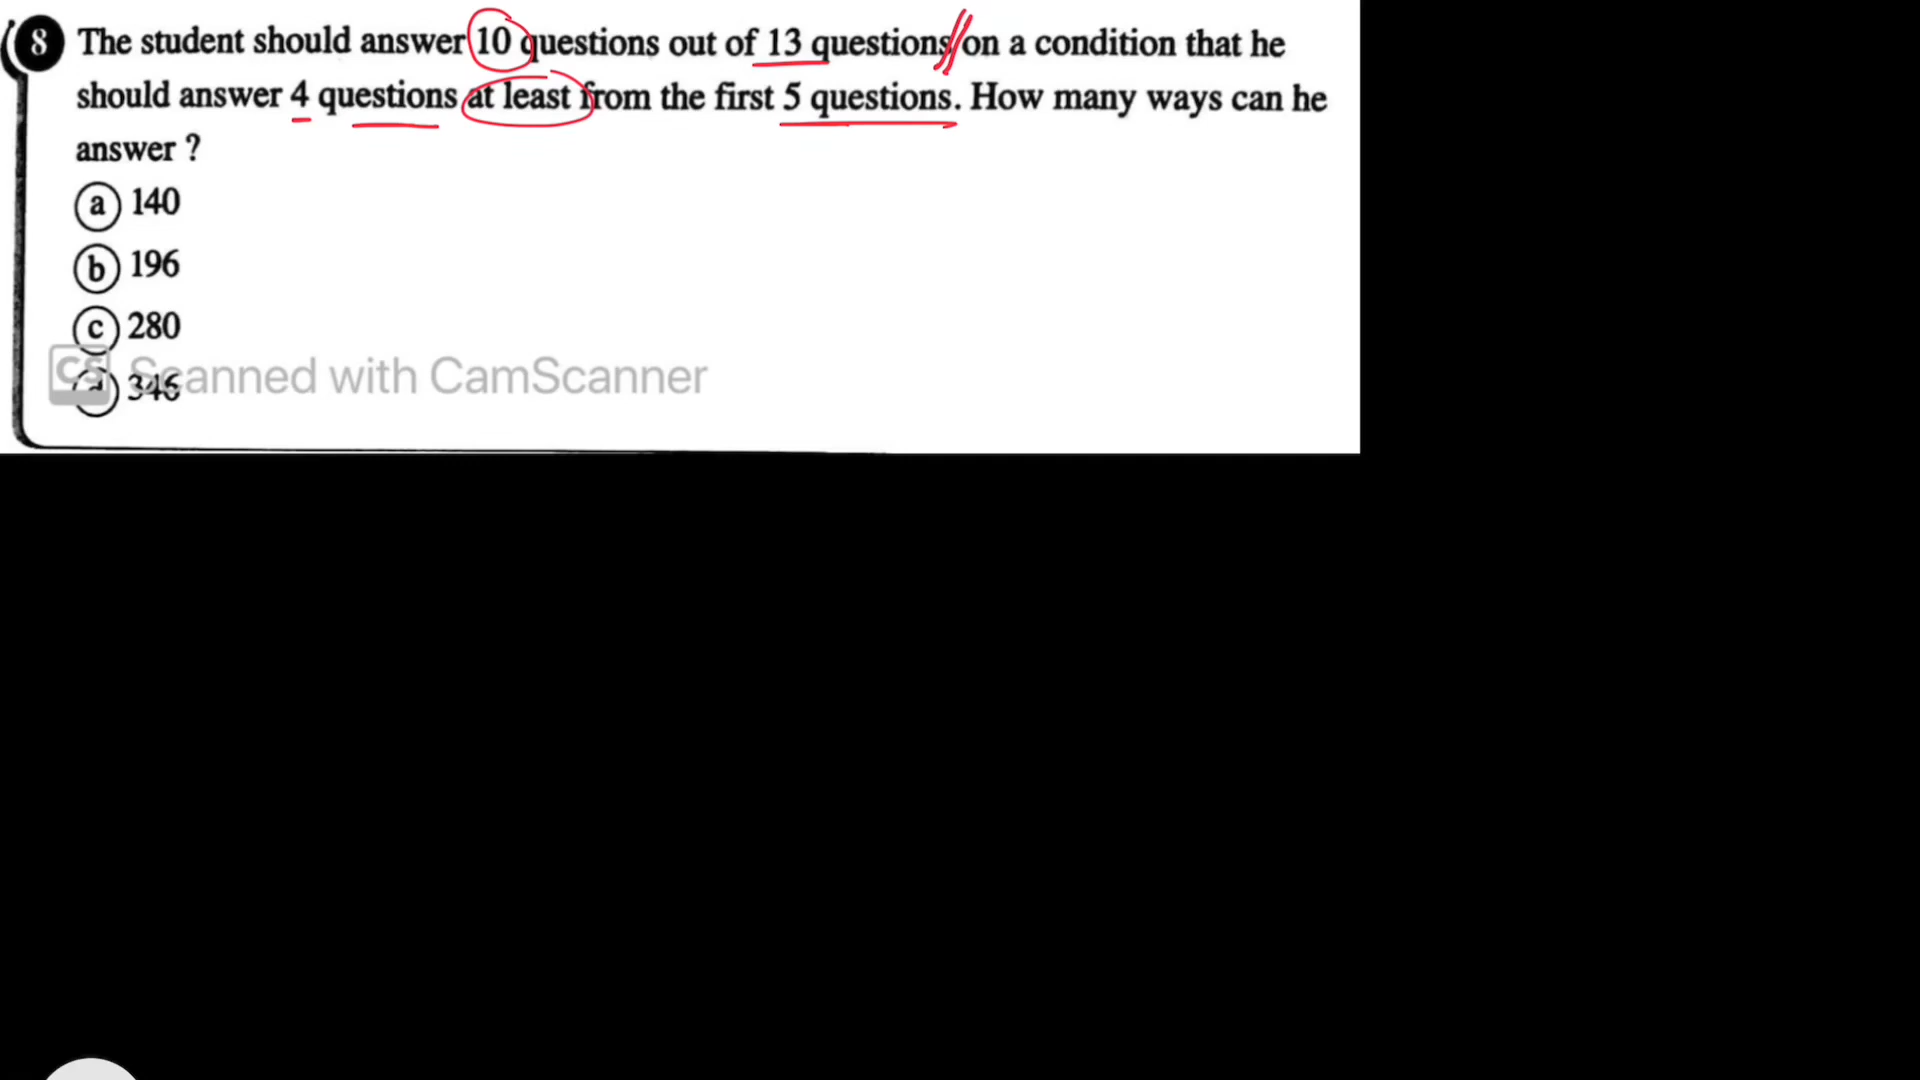 8 The student should answer 10 questions out of 13 questions on a condition that he
should answer 4 questions at least from the first 5 questions. How many ways can he
answer ?
a 140
b 196
c 280
d 346
CS Scanned with CamScanner